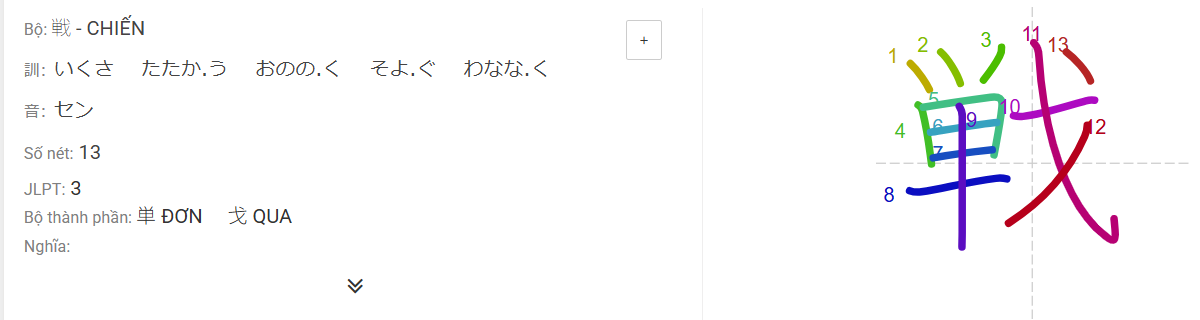 Bộ: 戦 - CHIẾN
+
訓: いくさ たたか.う おのの.く そよ.ぐ わなな.く
音: セン
Số nét: 13
JLPT: 3
Bộ thành phần: 単 ĐƠN 戈 QUA
Nghĩa:
戦
1
2
3
4
5
6
7
8
9
10
11
12
13